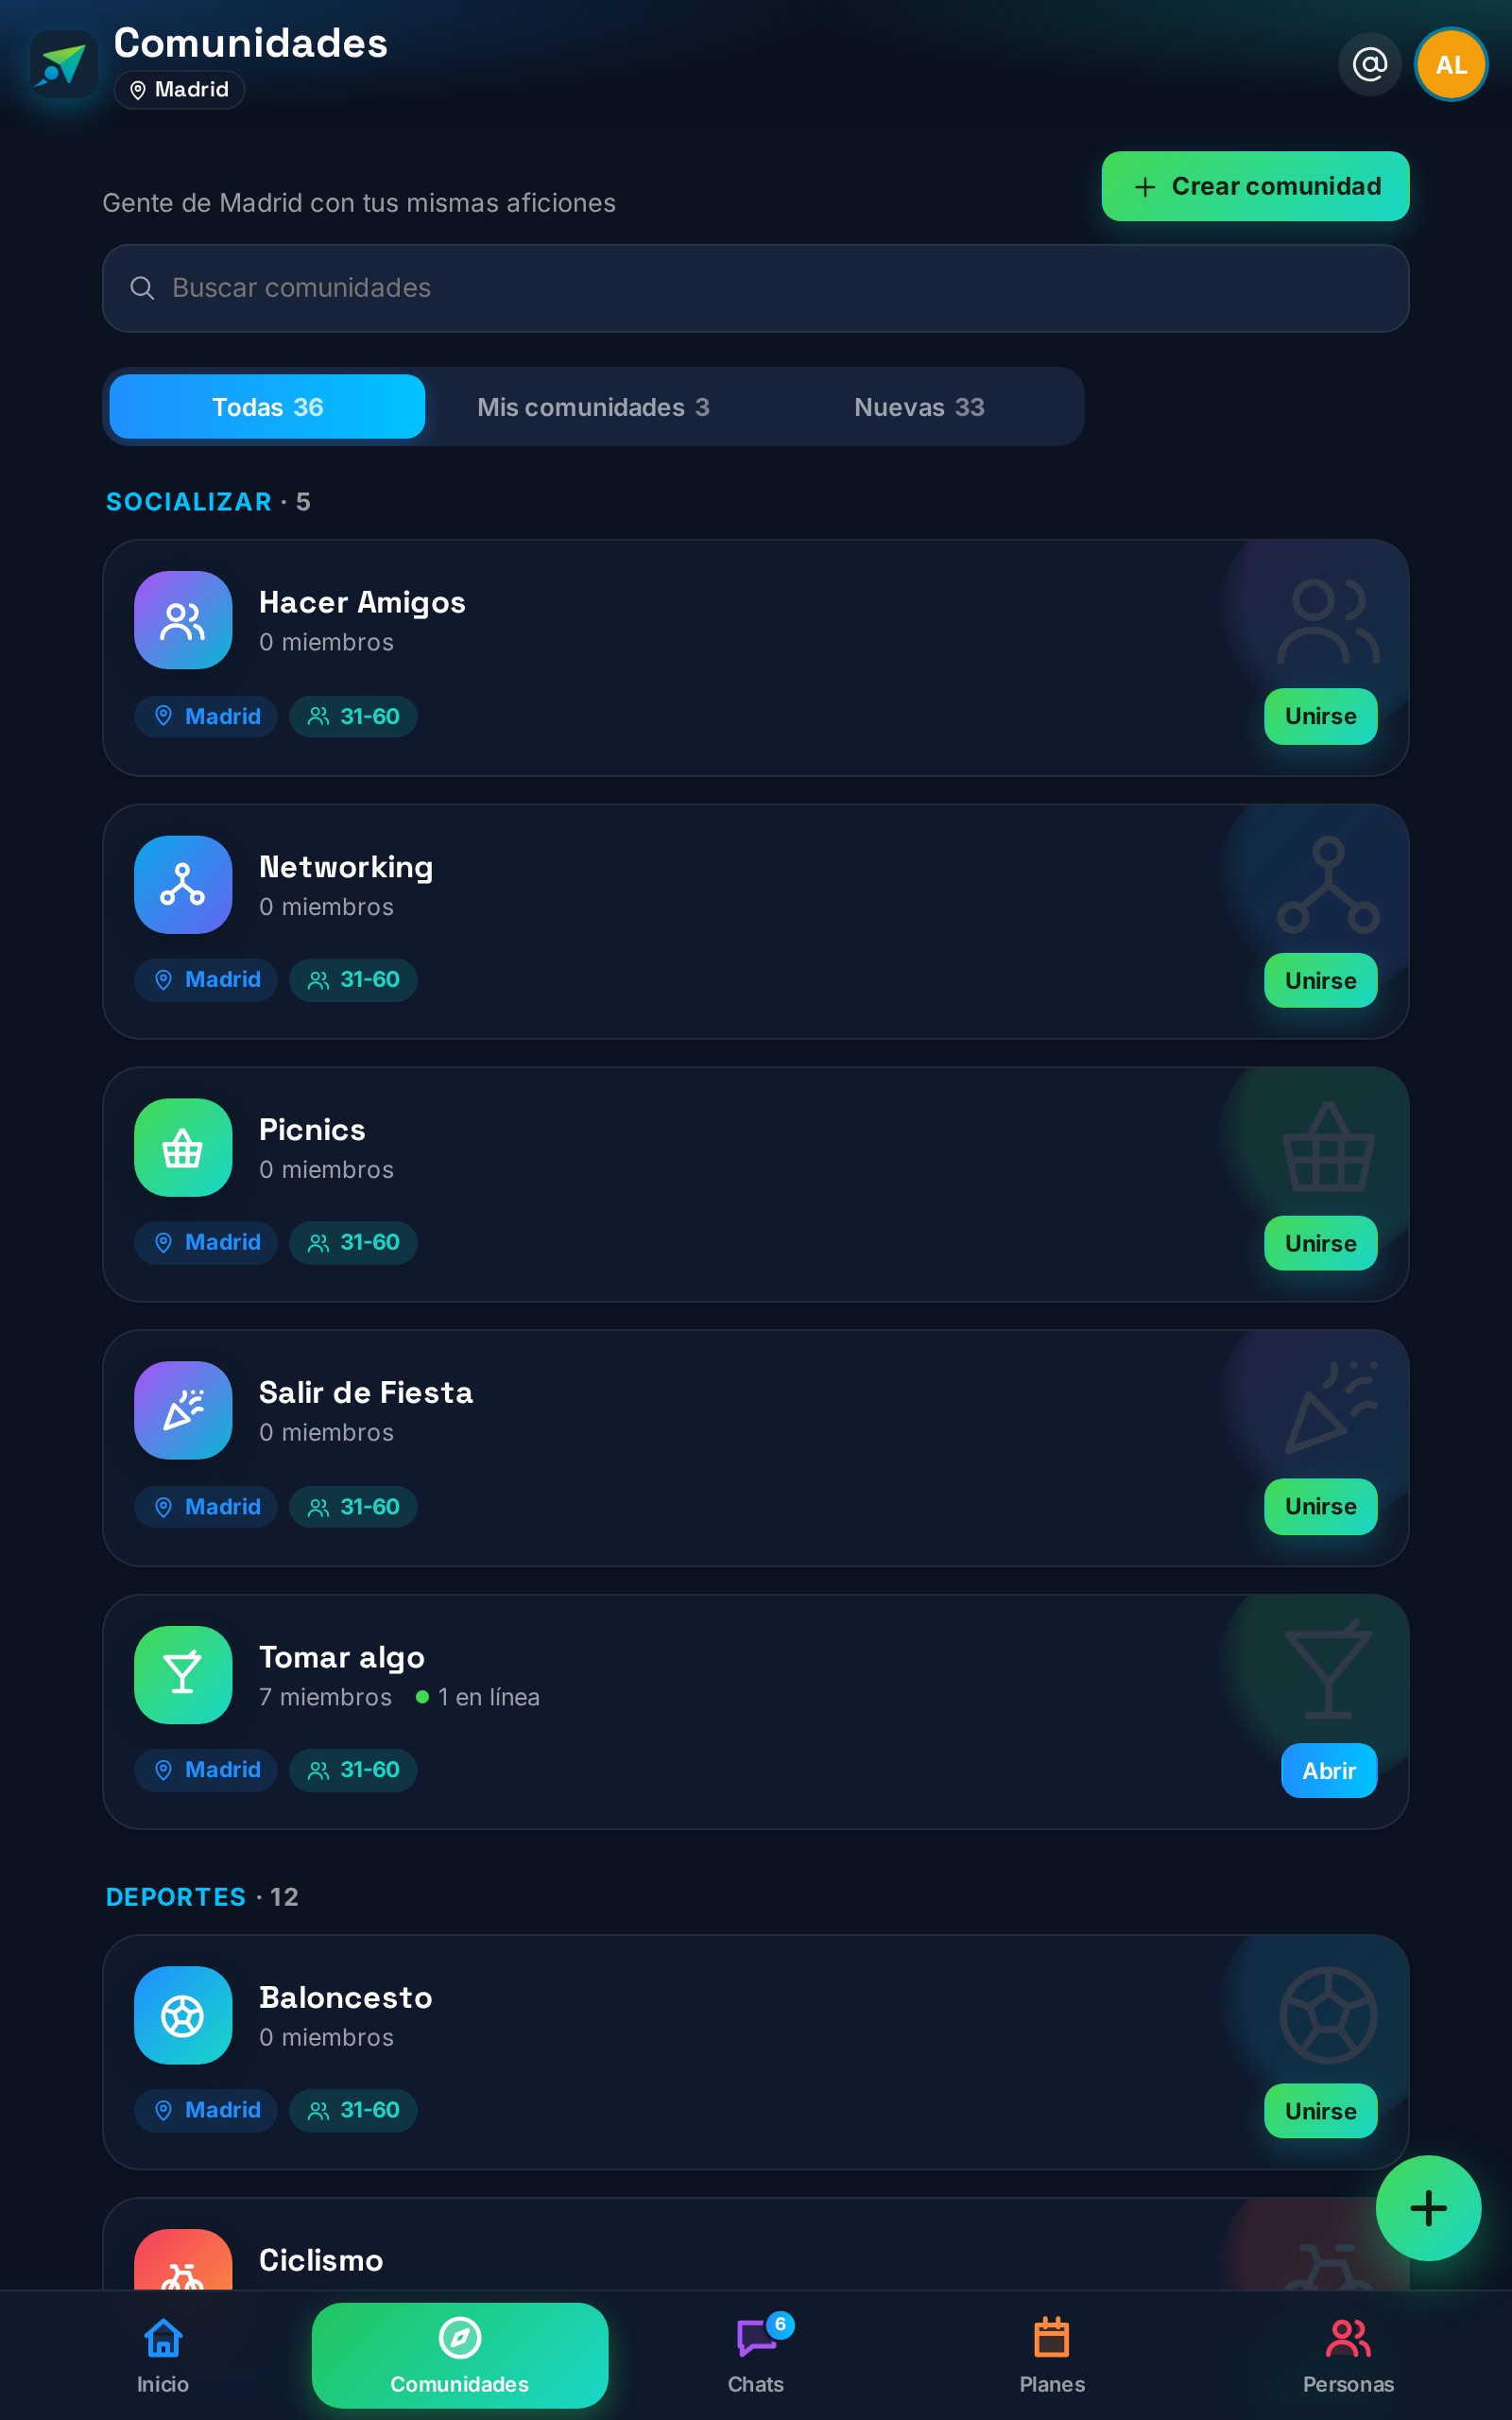 Comunidades
Madrid
@
AL
Gente de Madrid con tus mismas aficiones
+ Crear comunidad
Buscar comunidades
Todas 36
Mis comunidades 3
Nuevas 33
SOCIALIZAR · 5
Hacer Amigos
0 miembros
Madrid
31-60
Unirse
Networking
0 miembros
Madrid
31-60
Unirse
Picnics
0 miembros
Madrid
31-60
Unirse
Salir de Fiesta
0 miembros
Madrid
31-60
Unirse
Tomar algo
7 miembros
1 en línea
Madrid
31-60
Abrir
DEPORTES · 12
Baloncesto
0 miembros
Madrid
31-60
Unirse
Ciclismo
+
Inicio
Comunidades
6
Chats
Planes
Personas